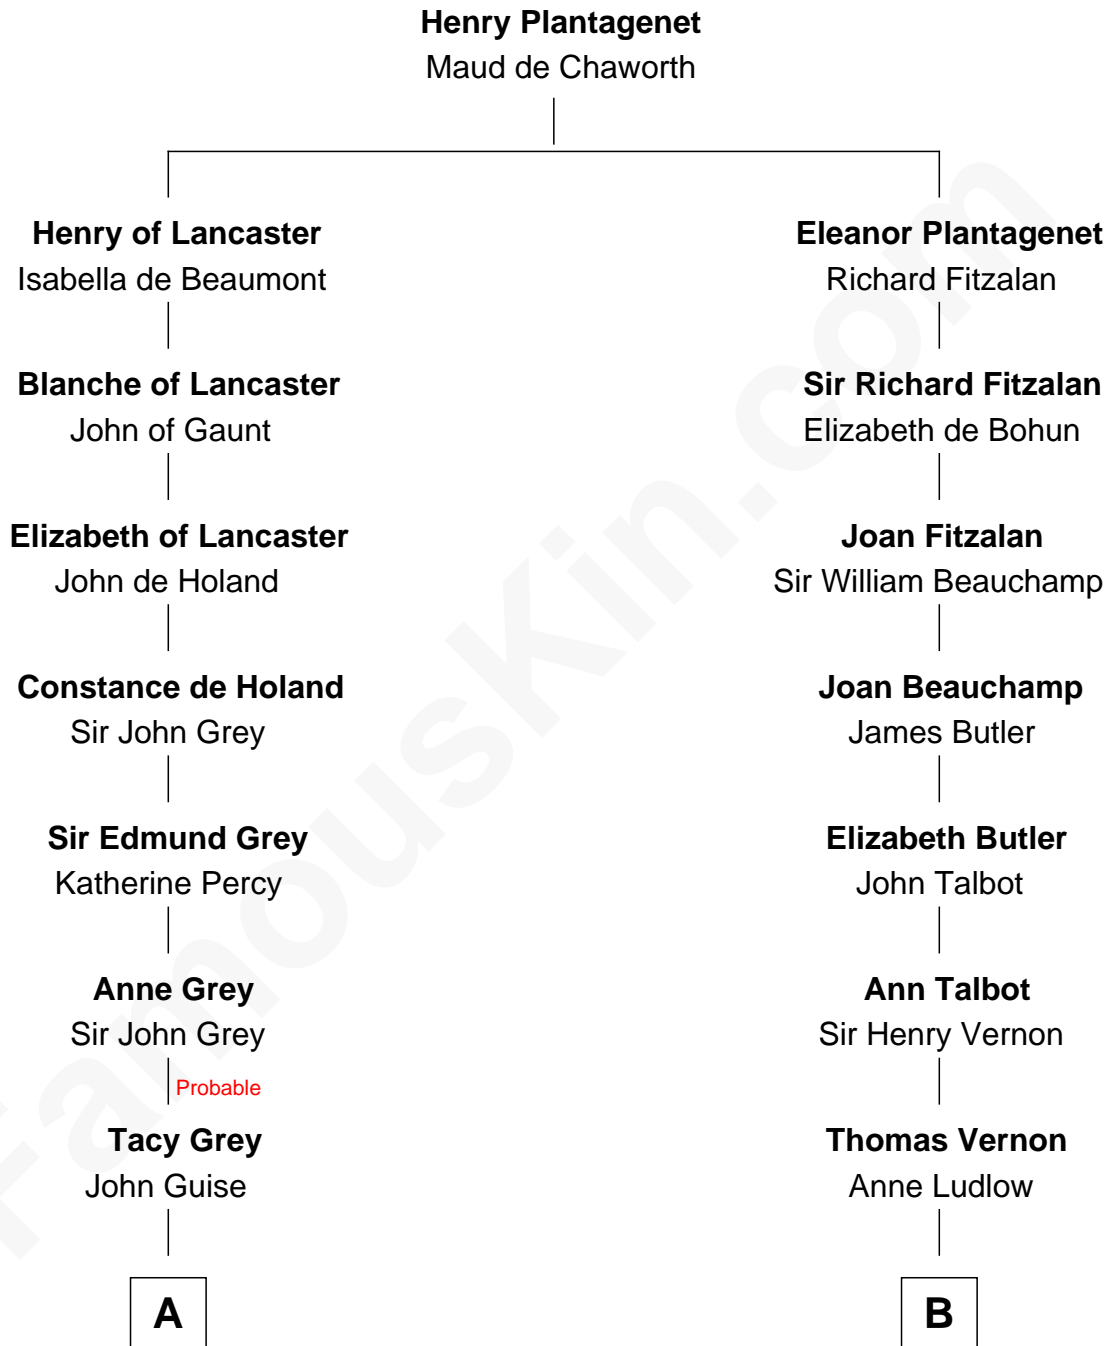 Henry Plantagenet
Maud de Chaworth
Henry of Lancaster
Isabella de Beaumont
Blanche of Lancaster
John of Gaunt
Elizabeth of Lancaster
John de Holand
Constance de Holand
Sir John Grey
Sir Edmund Grey
Katherine Percy
Anne Grey
Sir John Grey
Probable
Tacy Grey
John Guise
A
Eleanor Plantagenet
Richard Fitzalan
Sir Richard Fitzalan
Elizabeth de Bohun
Joan Fitzalan
Sir William Beauchamp
Joan Beauchamp
James Butler
Elizabeth Butler
John Talbot
Ann Talbot
Sir Henry Vernon
Thomas Vernon
Anne Ludlow
B
FamousKin.com